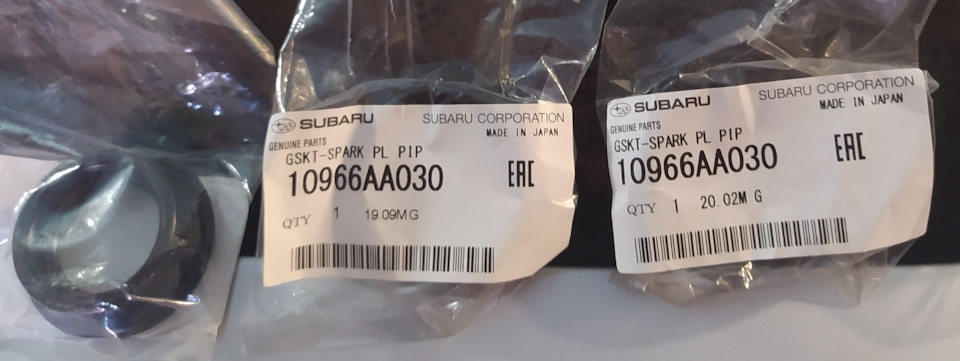 SUBARU SUBARU CORPORATION
GENUINE PARTS MADE IN JAPAN
GSKT-SPARK PL PIP
10966AA030 EAC
QTY 1 19.09M G
SUBARU SUBARU CORPORATION
GENUINE PARTS MADE IN JAPAN
GSKT-SPARK PL PIP
10966AA030 EAC
QTY 1 20.02M G